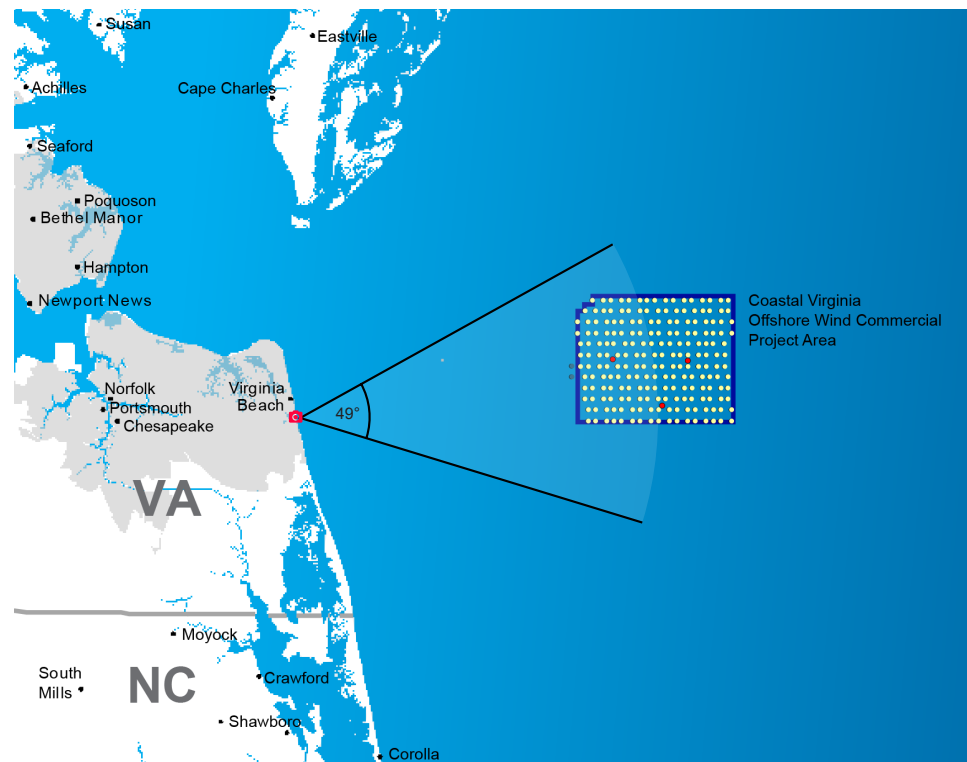 Susan
Eastville
Achilles
Cape Charles
Seaford
Poquoson
Bethel Manor
Hampton
Newport News
Coastal Virginia
Offshore Wind Commercial
Project Area
Norfolk
Portsmouth
Chesapeake
Virginia
Beach
49°
VA
Moyock
South
Mills
NC
Crawford
Shawboro
Corolla